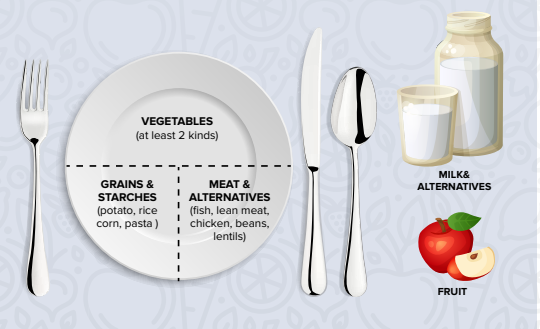 VEGETABLES
(at least 2 kinds)
GRAINS &
STARCHES
(potato, rice
corn, pasta )
MEAT &
ALTERNATIVES
(fish, lean meat,
chicken, beans,
lentils)
MILK&
ALTERNATIVES
FRUIT